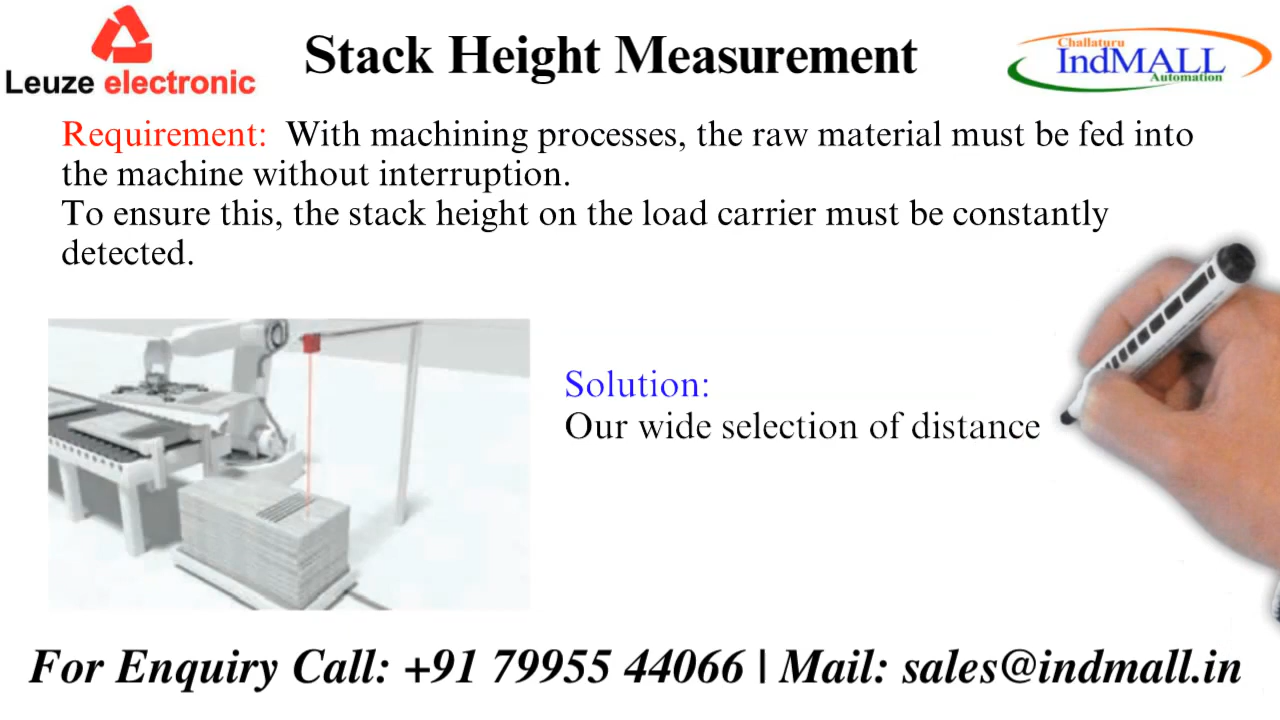 Leuze electronic
Stack Height Measurement
Challaturu
IndMALL
Automation
Requirement: With machining processes, the raw material must be fed into
the machine without interruption.
To ensure this, the stack height on the load carrier must be constantly
detected.
Solution:
Our wide selection of distance
For Enquiry Call: +91 79955 44066 | Mail: sales@indmall.in